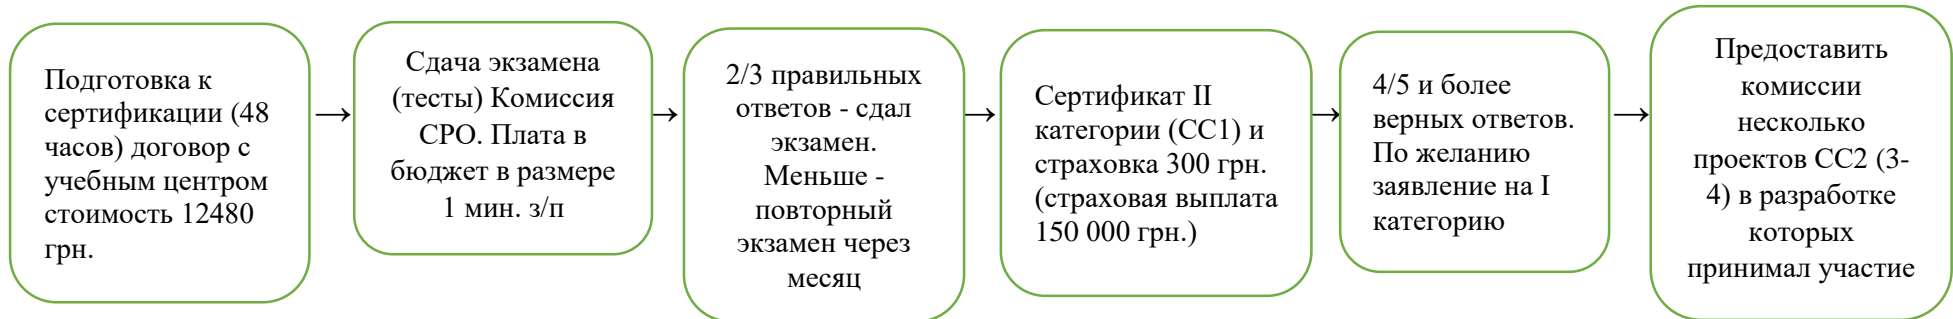 Подготовка к
сертификации (48
часов) договор с
учебным центром
стоимость 12480
грн.
→
Сдача экзамена
(тесты) Комиссия
СРО. Плата в
бюджет в размере
1 мин. з/п
→
2/3 правильных
ответов - сдал
экзамен.
Меньше -
повторный
экзамен через
месяц
→
Сертификат II
категории (СС1) и
страховка 300 грн.
(страховая выплата
150 000 грн.)
→
4/5 и более
верных ответов.
По желанию
заявление на I
категорию
→
Предоставить
комиссии
несколько
проектов СС2 (3-
4) в разработке
которых
принимал участие